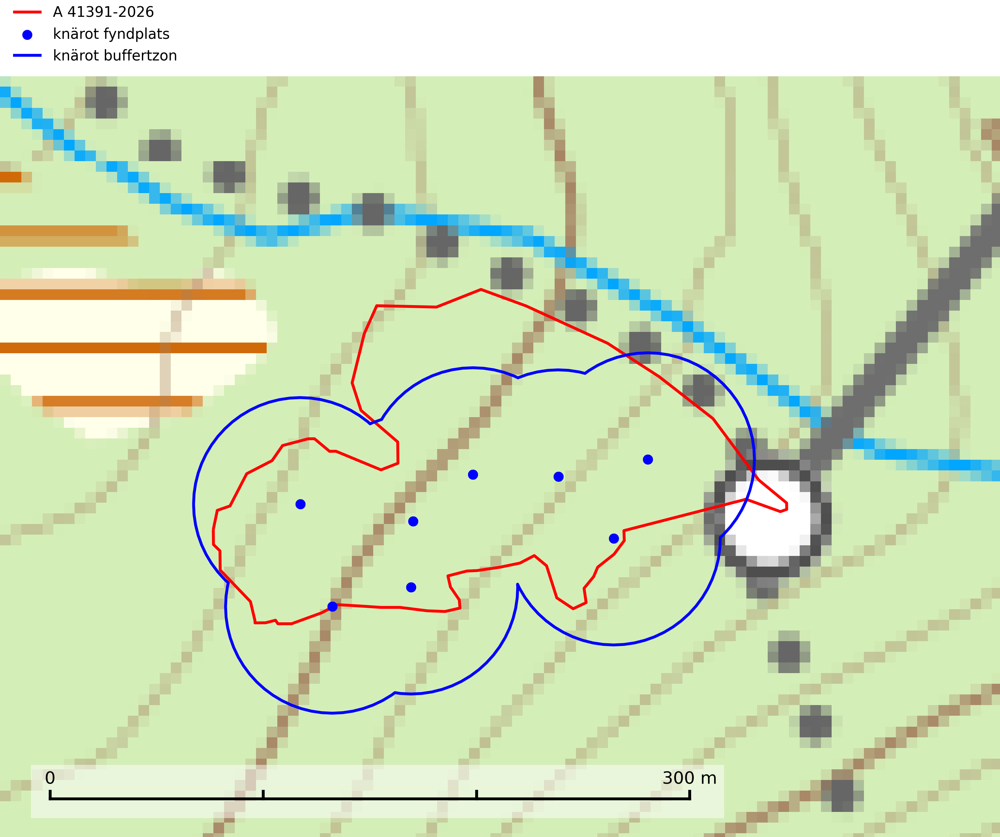 A 41391-2026
knärot fyndplats
knärot buffertzon
0
300 m